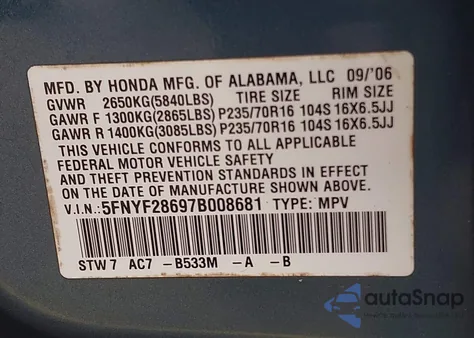 MFD. BY HONDA MFG. OF ALABAMA, LLC 09/'06
GVWR 2650KG(5840LBS) TIRE SIZE RIM SIZE
GAWR F 1300KG(2865LBS) P235/70R16 104S 16X6.5JJ
GAWR R 1400KG(3085LBS) P235/70R16 104S 16X6.5JJ
THIS VEHICLE CONFORMS TO ALL APPLICABLE
FEDERAL MOTOR VEHICLE SAFETY
AND THEFT PREVENTION STANDARDS IN EFFECT
ON THE DATE OF MANUFACTURE SHOWN ABOVE.
V.I.N.: 5FNYF28697B008681 TYPE: MPV
STW7 AC7 -B533M -A -B
autoSnap